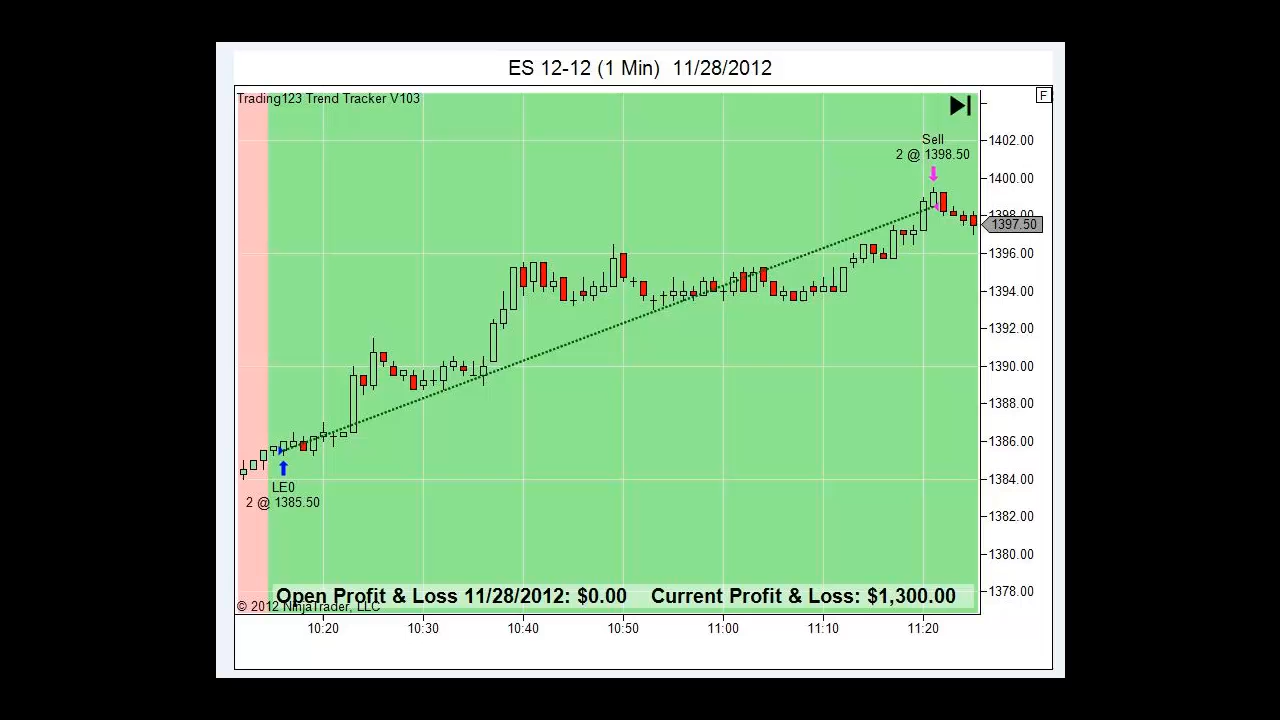 ES 12-12 (1 Min) 11/28/2012
Trading123 Trend Tracker V103
F
1402.00
Sell
2 @ 1398.50
1400.00
1398.00
1397.50
1396.00
1394.00
1392.00
1390.00
1388.00
1386.00
1384.00
LE0
2 @ 1385.50
1382.00
1380.00
1378.00
Open Profit & Loss 11/28/2012: $0.00 Current Profit & Loss: $1,300.00
© 2012 NinjaTrader, LLC
10:20 10:30 10:40 10:50 11:00 11:10 11:20